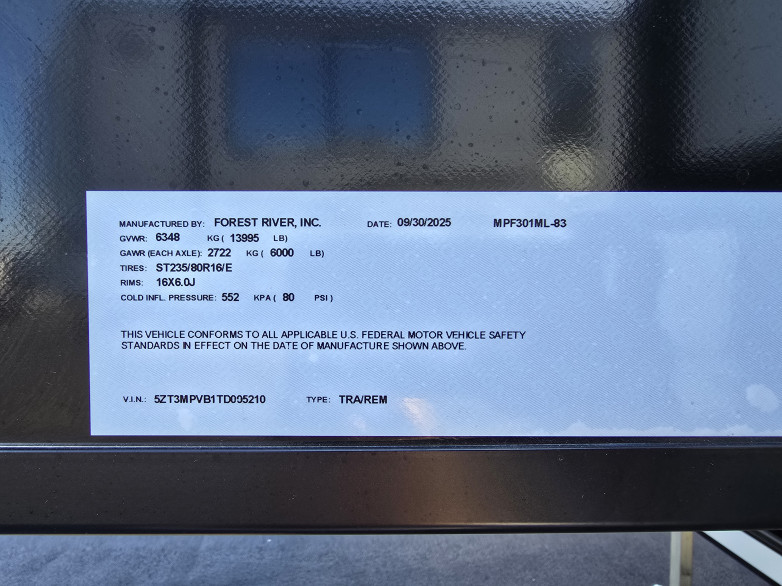 MANUFACTURED BY: FOREST RIVER, INC. DATE: 09/30/2025 MPF301ML-83
GVWR: 6348 KG ( 13995 LB)
GAWR (EACH AXLE): 2722 KG ( 6000 LB)
TIRES: ST235/80R16/E
RIMS: 16X6.0J
COLD INFL. PRESSURE: 552 KPA ( 80 PSI )
THIS VEHICLE CONFORMS TO ALL APPLICABLE U.S. FEDERAL MOTOR VEHICLE SAFETY
STANDARDS IN EFFECT ON THE DATE OF MANUFACTURE SHOWN ABOVE.
V.I.N.: 5ZT3MPVB1TD095210 TYPE: TRA/REM